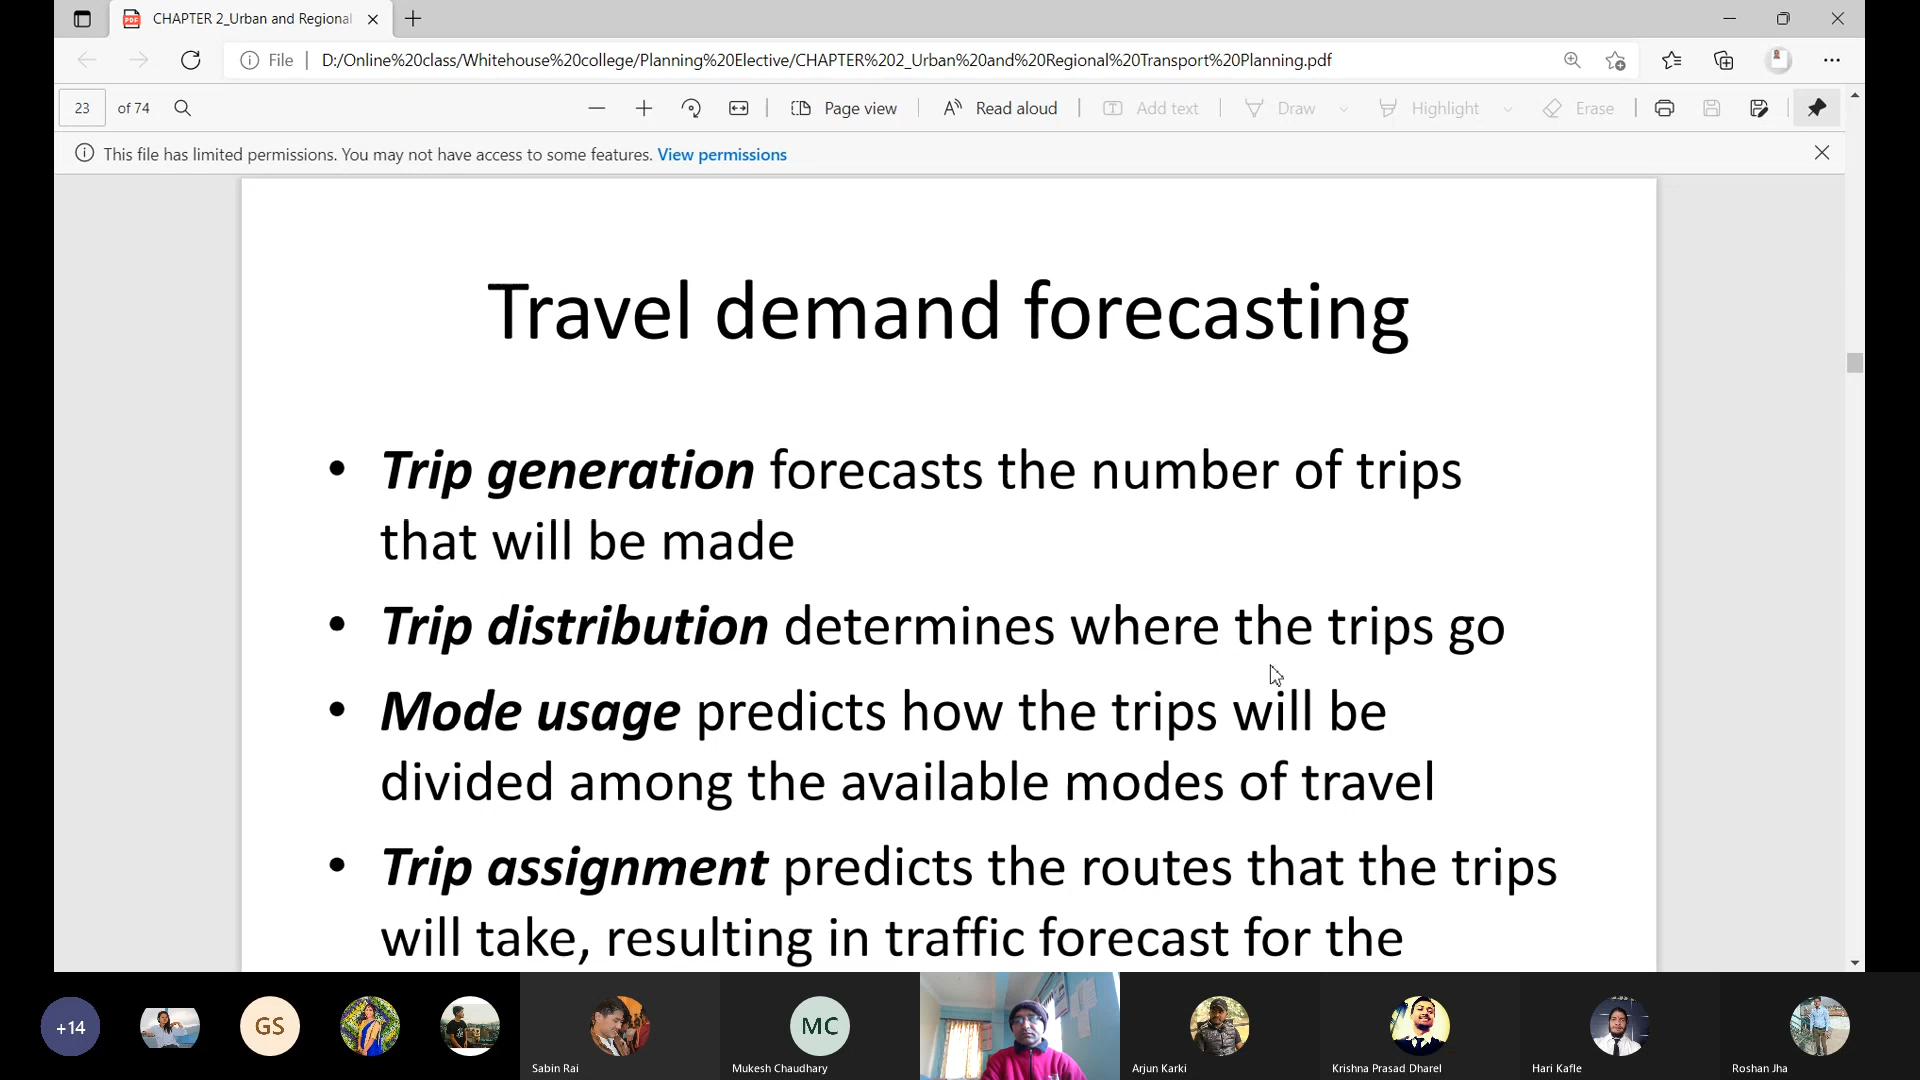 CHAPTER 2_Urban and Regional
File D:/Online%20class/Whitehouse%20college/Planning%20Elective/CHAPTER%202_Urban%20and%20Regional%20Transport%20Planning.pdf
23 of 74 Page view Read aloud Add text Draw Highlight Erase
This file has limited permissions. You may not have access to some features. View permissions
Travel demand forecasting
• Trip generation forecasts the number of trips
that will be made
• Trip distribution determines where the trips go
• Mode usage predicts how the trips will be
divided among the available modes of travel
• Trip assignment predicts the routes that the trips
will take, resulting in traffic forecast for the
+14 GS MC
Sabin Rai Mukesh Chaudhary Arjun Karki Krishna Prasad Dharel Hari Kafle Roshan Jha